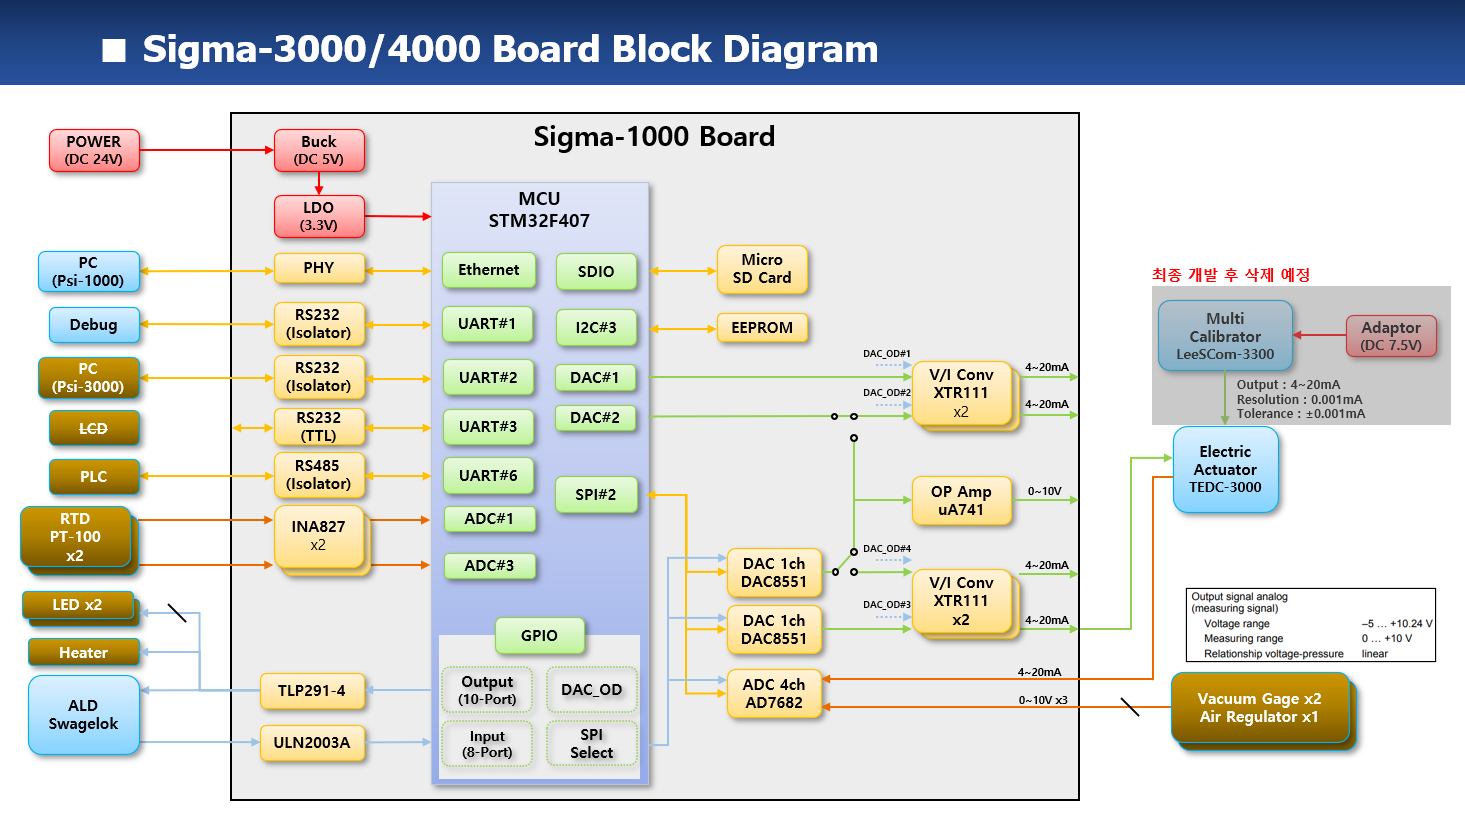 ■ Sigma-3000/4000 Board Block Diagram
Sigma-1000 Board
POWER
(DC 24V)
Buck
(DC 5V)
LDO
(3.3V)
MCU
STM32F407
PC
(Psi-1000)
PHY
Ethernet
SDIO
Micro
SD Card
Debug
RS232
(Isolator)
UART#1
I2C#3
EEPROM
PC
(Psi-3000)
RS232
(Isolator)
UART#2
DAC#1
DAC#2
LCD
RS232
(TTL)
UART#3
PLC
RS485
(Isolator)
UART#6
SPI#2
RTD
PT-100
x2
INA827
x2
ADC#1
ADC#3
LED x2
Heater
ALD
Swagelok
TLP291-4
ULN2003A
GPIO
Output
(10-Port)
DAC_OD
Input
(8-Port)
SPI
Select
DAC_OD#1
DAC_OD#2
V/I Conv
XTR111
x2
4~20mA
4~20mA
OP Amp
uA741
0~10V
DAC 1ch
DAC8551
DAC 1ch
DAC8551
DAC_OD#4
DAC_OD#3
V/I Conv
XTR111
x2
4~20mA
4~20mA
ADC 4ch
AD7682
4~20mA
0~10V x3
최종 개발 후 삭제 예정
Multi
Calibrator
LeeSCom-3300
Adaptor
(DC 7.5V)
Output : 4~20mA
Resolution : 0.001mA
Tolerance : ±0.001mA
Electric
Actuator
TEDC-3000
Output signal analog
(measuring signal)
Voltage range –5 … +10.24 V
Measuring range 0 … +10 V
Relationship voltage-pressure linear
Vacuum Gage x2
Air Regulator x1